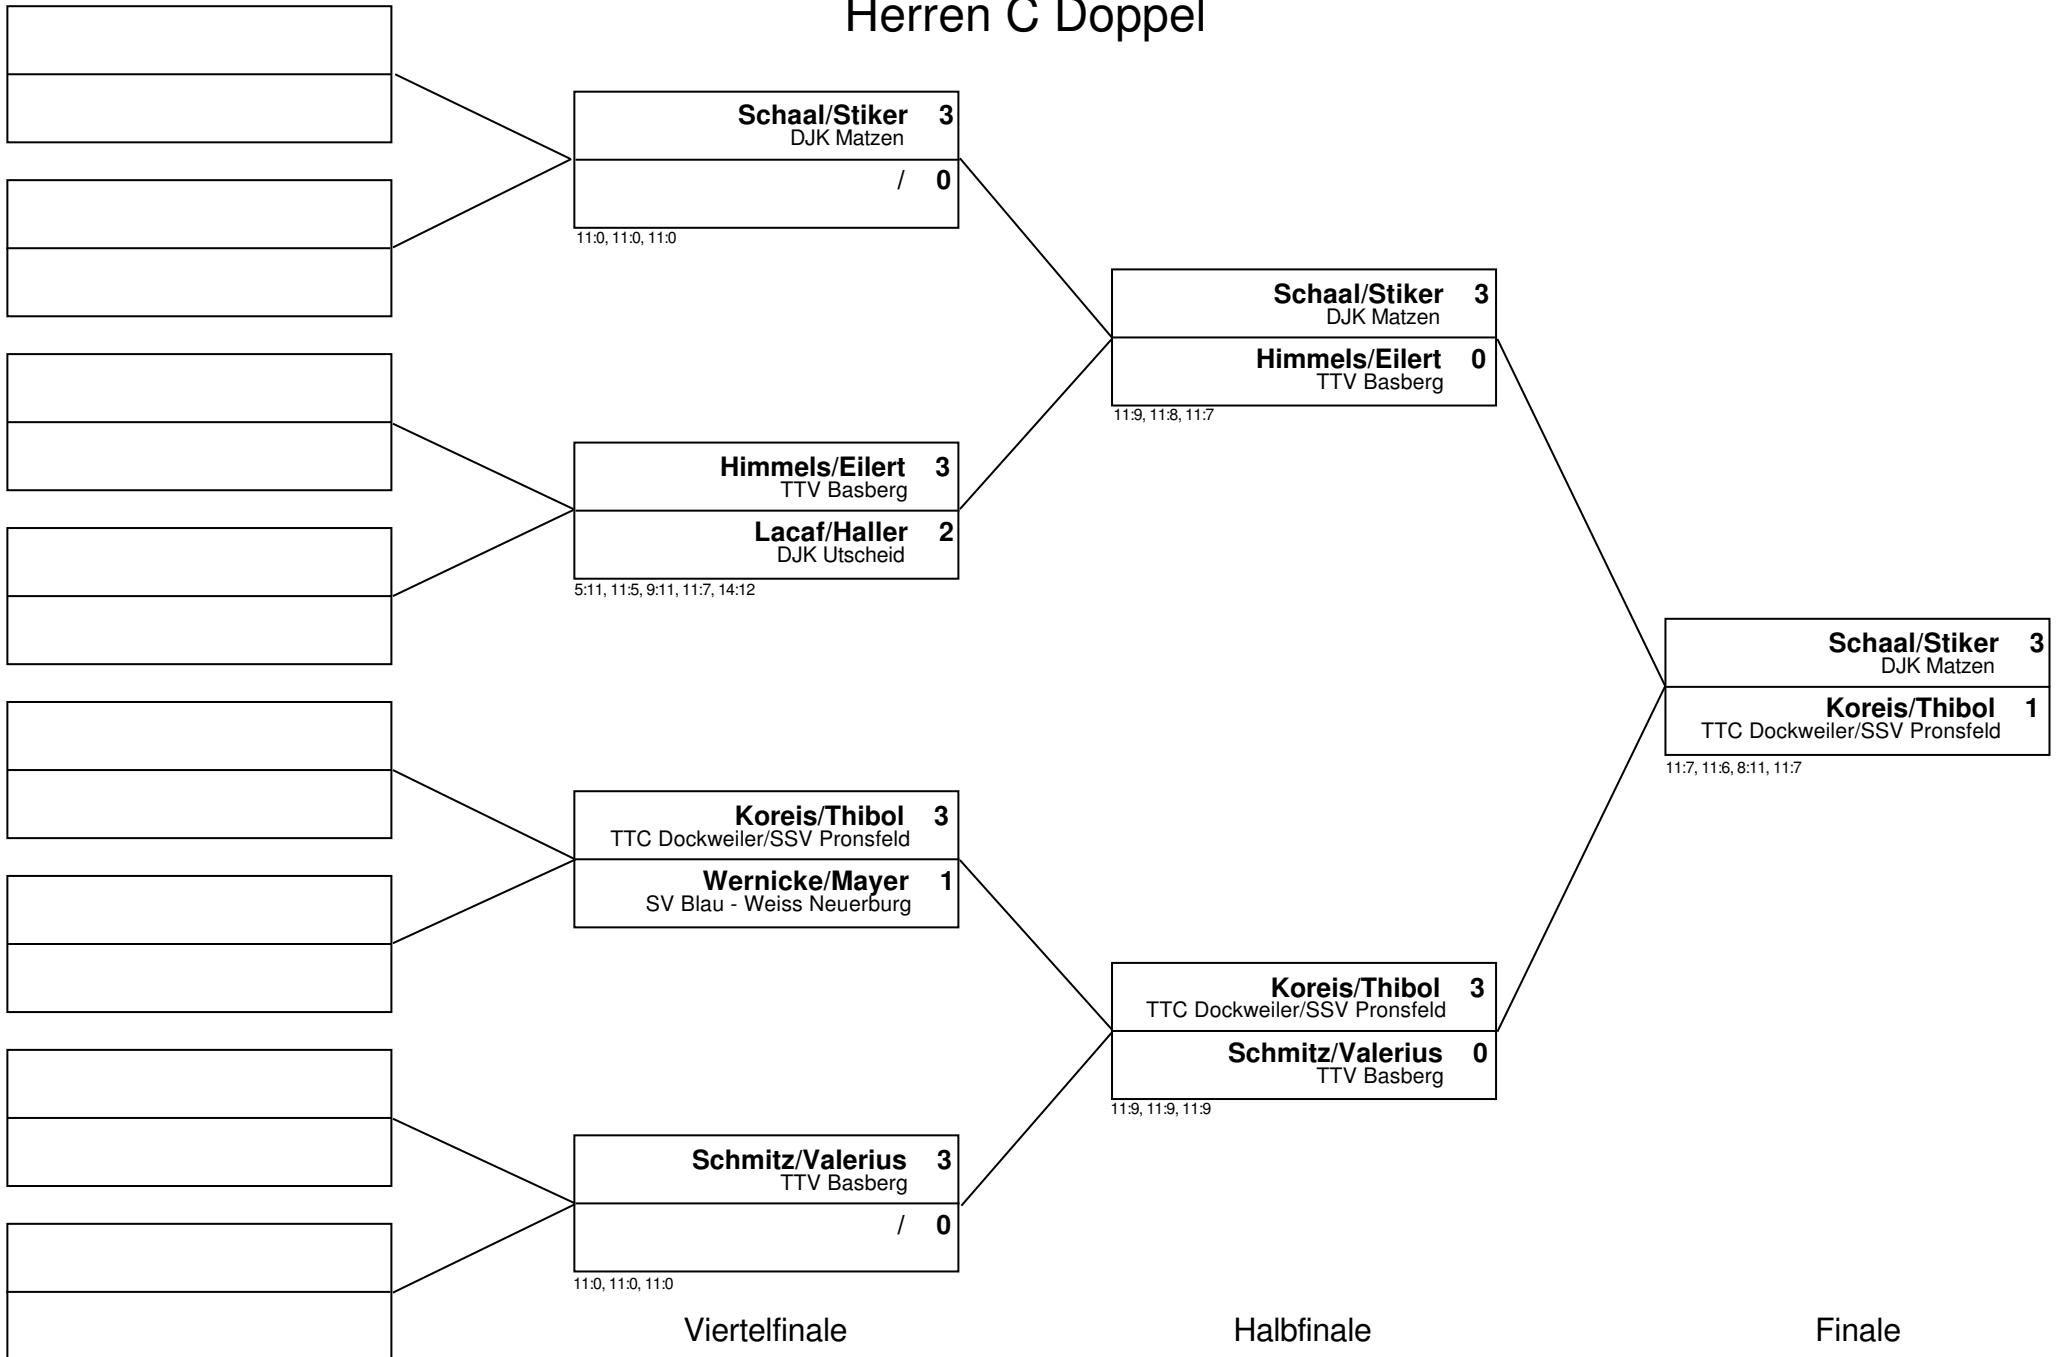 Herren C Doppel
Schaal/Stiker 3
DJK Matzen
/ 0
11:0, 11:0, 11:0
Himmels/Eilert 3
TTV Basberg
Lacaf/Haller 2
DJK Utscheid
5:11, 11:5, 9:11, 11:7, 14:12
Koreis/Thibol 3
TTC Dockweiler/SSV Pronsfeld
Wernicke/Mayer 1
SV Blau - Weiss Neuerburg
Schmitz/Valerius 3
TTV Basberg
/ 0
11:0, 11:0, 11:0
Viertelfinale
Schaal/Stiker 3
DJK Matzen
Himmels/Eilert 0
TTV Basberg
11:9, 11:8, 11:7
Koreis/Thibol 3
TTC Dockweiler/SSV Pronsfeld
Schmitz/Valerius 0
TTV Basberg
11:9, 11:9, 11:9
Halbfinale
Schaal/Stiker 3
DJK Matzen
Koreis/Thibol 1
TTC Dockweiler/SSV Pronsfeld
11:7, 11:6, 8:11, 11:7
Finale